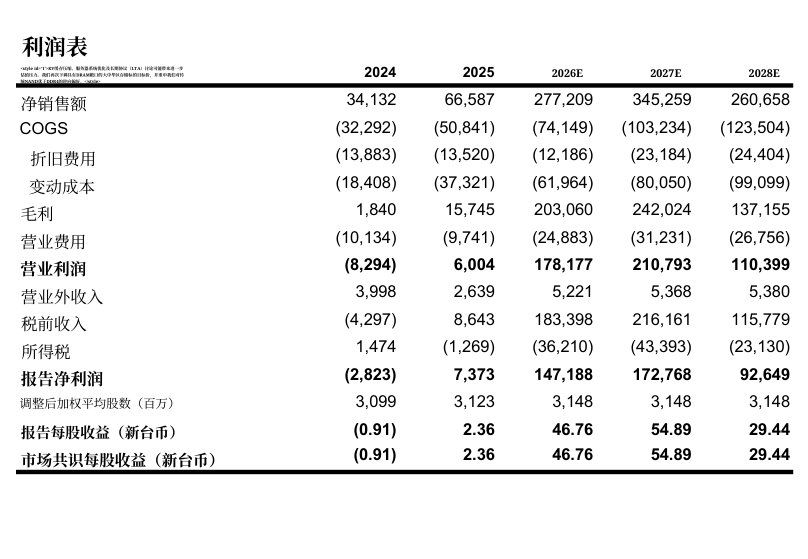 利润表
2024 2025 2026E 2027E 2028E
净销售额 34,132 66,587 277,209 345,259 260,658
COGS (32,292) (50,841) (74,149) (103,234) (123,504)
折旧费用 (13,883) (13,520) (12,186) (23,184) (24,404)
变动成本 (18,408) (37,321) (61,964) (80,050) (99,099)
毛利 1,840 15,745 203,060 242,024 137,155
营业费用 (10,134) (9,741) (24,883) (31,231) (26,756)
营业利润 (8,294) 6,004 178,177 210,793 110,399
营业外收入 3,998 2,639 5,221 5,368 5,380
税前收入 (4,297) 8,643 183,398 216,161 115,779
所得税 1,474 (1,269) (36,210) (43,393) (23,130)
报告净利润 (2,823) 7,373 147,188 172,768 92,649
调整后加权平均股数（百万） 3,099 3,123 3,148 3,148 3,148
报告每股收益（新台币） (0.91) 2.36 46.76 54.89 29.44
市场共识每股收益（新台币） (0.91) 2.36 46.76 54.89 29.44